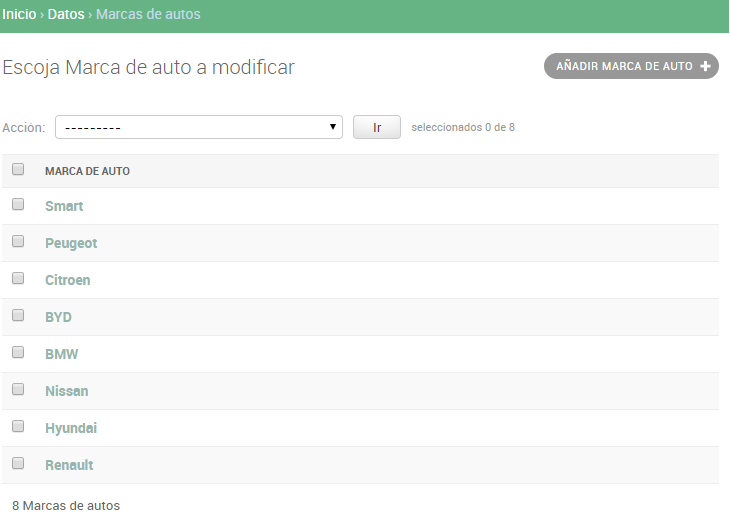 Inicio › Datos › Marcas de autos
Escoja Marca de auto a modificar
AÑADIR MARCA DE AUTO +
Acción: --------- Ir seleccionados 0 de 8
MARCA DE AUTO
Smart
Peugeot
Citroen
BYD
BMW
Nissan
Hyundai
Renault
8 Marcas de autos